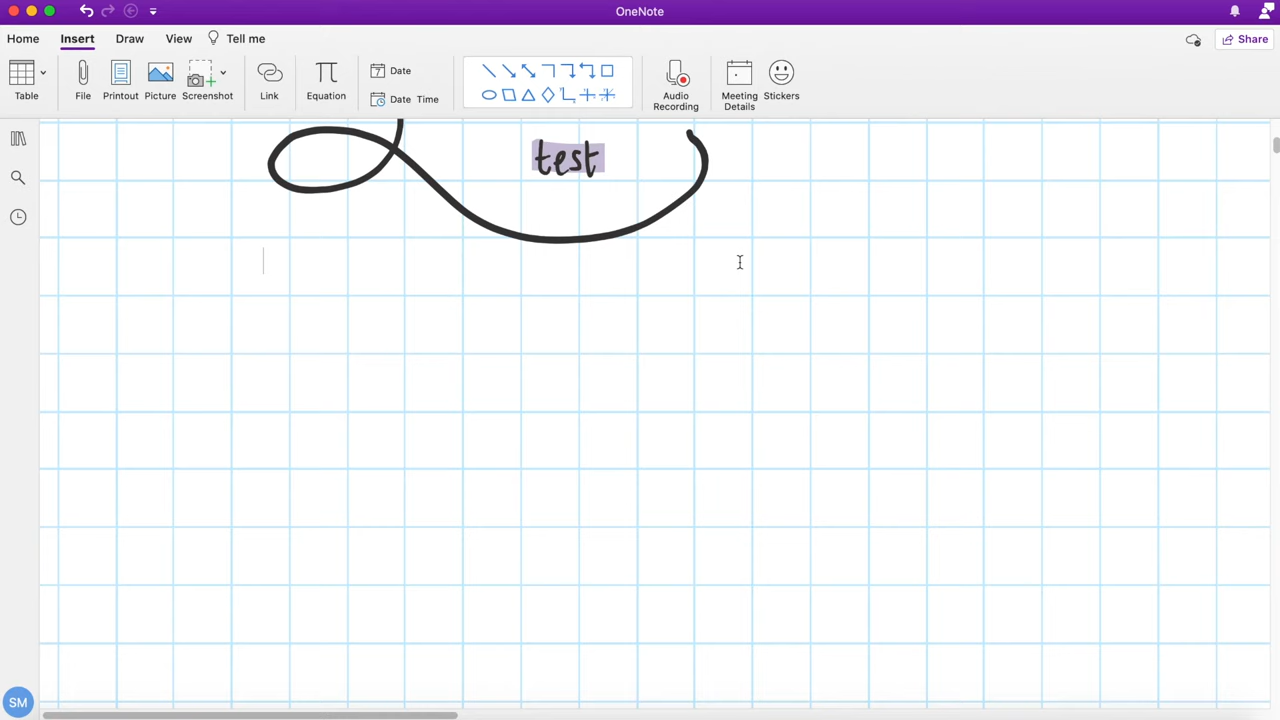 OneNote
Home Insert Draw View Tell me Share
Table File Printout Picture Screenshot Link Equation Date Audio Recording Meeting Details Stickers
Date Time
test
SM